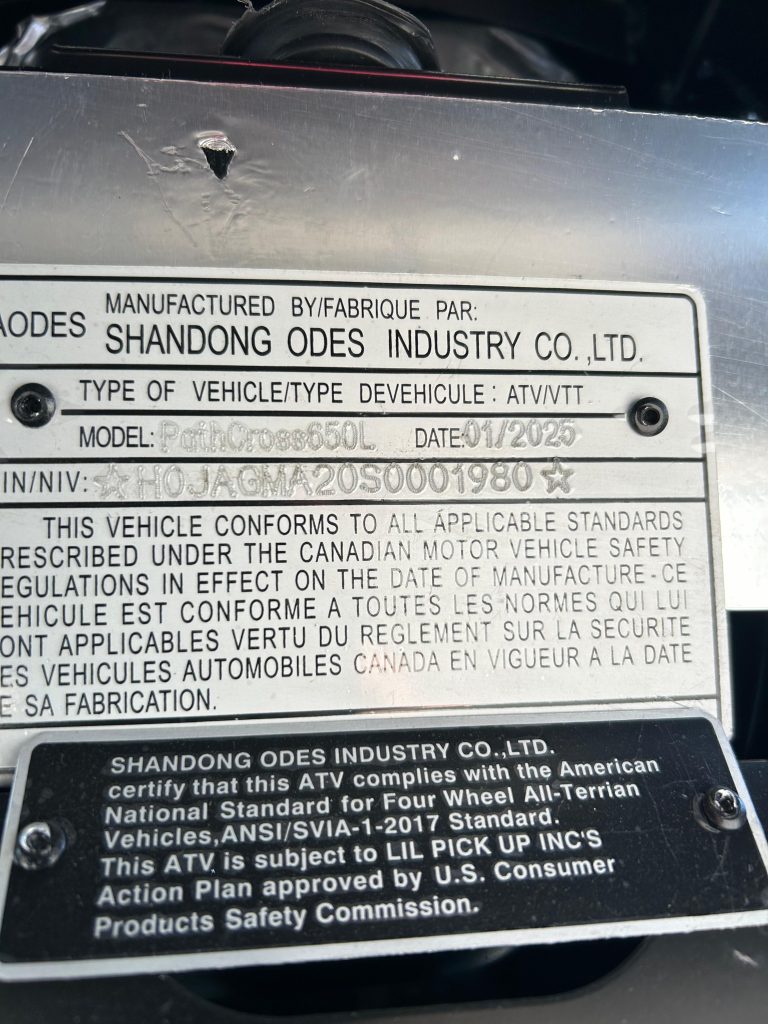 AODES MANUFACTURED BY/FABRIQUE PAR:
SHANDONG ODES INDUSTRY CO.,LTD.
TYPE OF VEHICLE/TYPE DEVEHICULE: ATV/VTT
MODEL: PathCross650L DATE:01/2025
IN/NIV: ☆H0JAGMA20S0001980☆
THIS VEHICLE CONFORMS TO ALL APPLICABLE STANDARDS
RESCRIBED UNDER THE CANADIAN MOTOR VEHICLE SAFETY
EGULATIONS IN EFFECT ON THE DATE OF MANUFACTURE-CE
EHICULE EST CONFORME A TOUTES LES NORMES QUI LUI
ONT APPLICABLES VERTU DU REGLEMENT SUR LA SECURITE
ES VEHICULES AUTOMOBILES CANADA EN VIGUEUR A LA DATE
E SA FABRICATION.
SHANDONG ODES INDUSTRY CO.,LTD.
certify that this ATV complies with the American
National Standard for Four Wheel All-Terrian
Vehicles,ANSI/SVIA-1-2017 Standard.
This ATV is subject to LIL PICK UP INC'S
Action Plan approved by U.S. Consumer
Products Safety Commission.